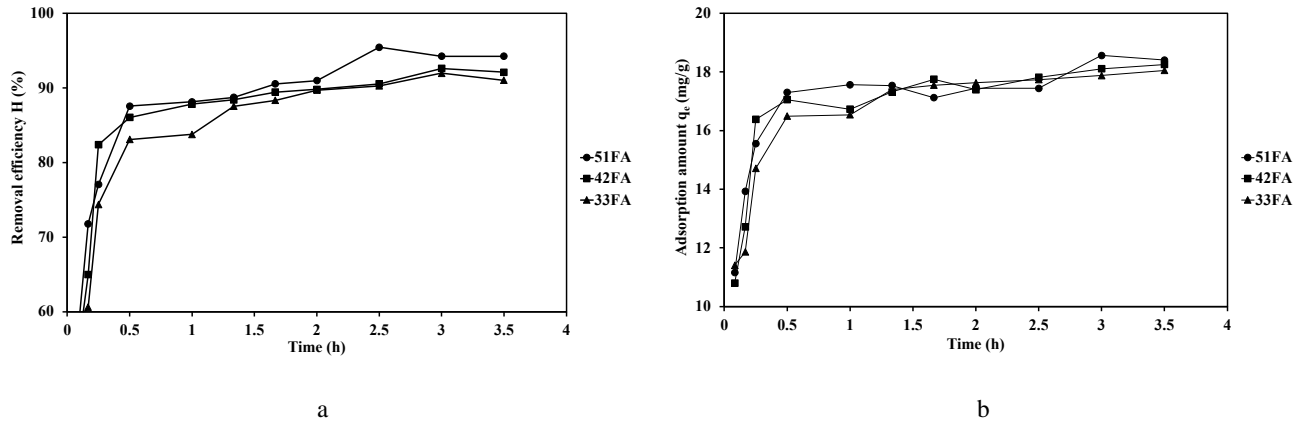 100
90
80
70
60
0 0.5 1 1.5 2 2.5 3 3.5 4
Removal efficiency H (%)
Time (h)
51FA
42FA
33FA
a
20
18
16
14
12
10
0 0.5 1 1.5 2 2.5 3 3.5 4
Adsorption amount qe (mg/g)
Time (h)
51FA
42FA
33FA
b